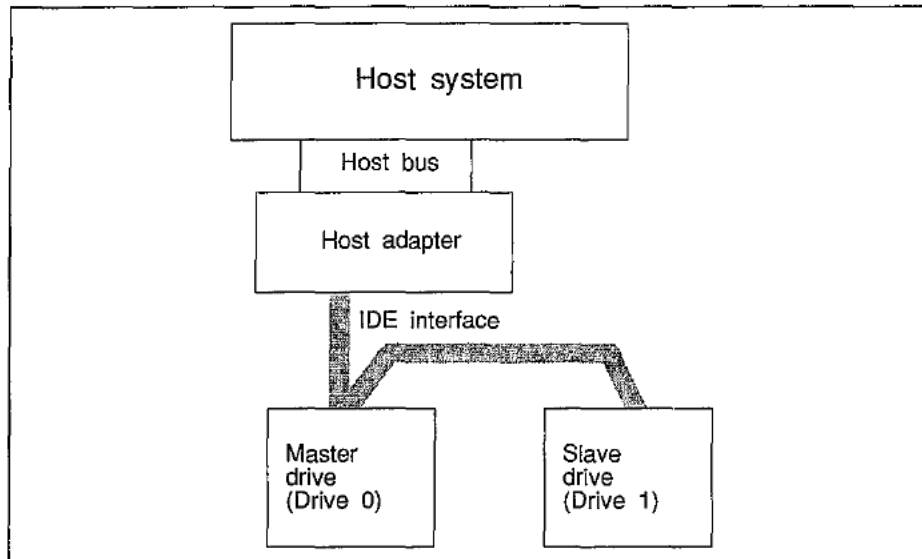 Host system
Host bus
Host adapter
IDE interface
Master
drive
(Drive 0)
Slave
drive
(Drive 1)